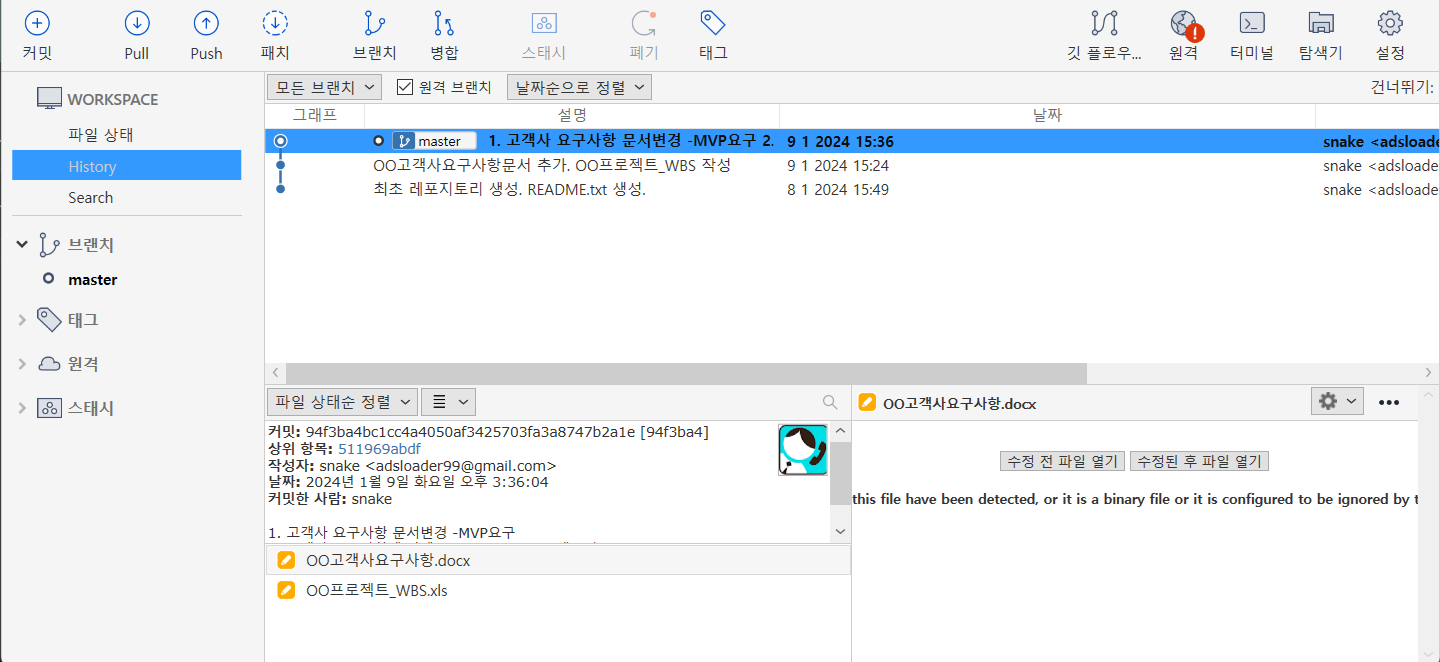 커밋 Pull Push 패치 브랜치 병합 스태시 폐기 태그 깃 플로우... 원격 터미널 탐색기 설정
WORKSPACE
파일 상태
History
Search
브랜치
master
태그
원격
스태시
모든 브랜치 원격 브랜치 날짜순으로 정렬 건너뛰기:
그래프 설명 날짜
master 1. 고객사 요구사항 문서변경 -MVP요구 2. 9 1 2024 15:36 snake <adsloade
OO고객사요구사항문서 추가. OO프로젝트_WBS 작성 9 1 2024 15:24 snake <adsloade
최초 레포지토리 생성. README.txt 생성. 8 1 2024 15:49 snake <adsloade
파일 상태순 정렬
커밋: 94f3ba4bc1cc4a4050af3425703fa3a8747b2a1e [94f3ba4]
상위 항목: 511969abdf
작성자: snake <adsloader99@gmail.com>
날짜: 2024년 1월 9일 화요일 오후 3:36:04
커밋한 사람: snake
1. 고객사 요구사항 문서변경 -MVP요구
OO고객사요구사항.docx
OO프로젝트_WBS.xls
OO고객사요구사항.docx
수정 전 파일 열기 수정된 후 파일 열기
this file have been detected, or it is a binary file or it is configured to be ignored by